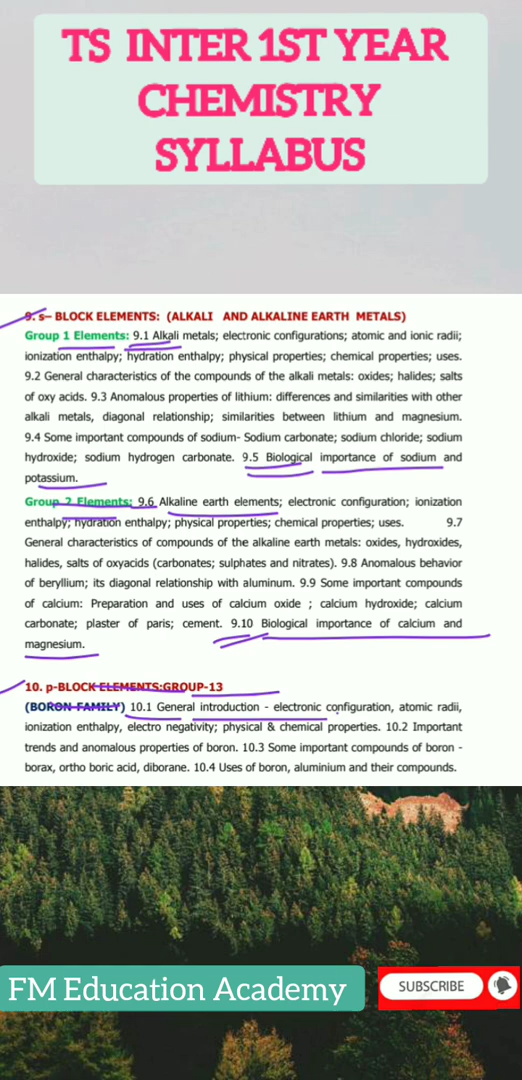 TS INTER 1ST YEAR
CHEMISTRY
SYLLABUS
9. s– BLOCK ELEMENTS: (ALKALI AND ALKALINE EARTH METALS)
Group 1 Elements: 9.1 Alkali metals; electronic configurations; atomic and ionic radii;
ionization enthalpy; hydration enthalpy; physical properties; chemical properties; uses.
9.2 General characteristics of the compounds of the alkali metals: oxides; halides; salts
of oxy acids. 9.3 Anomalous properties of lithium: differences and similarities with other
alkali metals, diagonal relationship; similarities between lithium and magnesium.
9.4 Some important compounds of sodium- Sodium carbonate; sodium chloride; sodium
hydroxide; sodium hydrogen carbonate. 9.5 Biological importance of sodium and
potassium.
Group 2 Elements: 9.6 Alkaline earth elements; electronic configuration; ionization
enthalpy; hydration enthalpy; physical properties; chemical properties; uses. 9.7
General characteristics of compounds of the alkaline earth metals: oxides, hydroxides,
halides, salts of oxyacids (carbonates; sulphates and nitrates). 9.8 Anomalous behavior
of beryllium; its diagonal relationship with aluminum. 9.9 Some important compounds
of calcium: Preparation and uses of calcium oxide ; calcium hydroxide; calcium
carbonate; plaster of paris; cement. 9.10 Biological importance of calcium and
magnesium.
10. p-BLOCK ELEMENTS:GROUP-13
(BORON FAMILY) 10.1 General introduction - electronic configuration, atomic radii,
ionization enthalpy, electro negativity; physical & chemical properties. 10.2 Important
trends and anomalous properties of boron. 10.3 Some important compounds of boron -
borax, ortho boric acid, diborane. 10.4 Uses of boron, aluminium and their compounds.
FM Education Academy
SUBSCRIBE